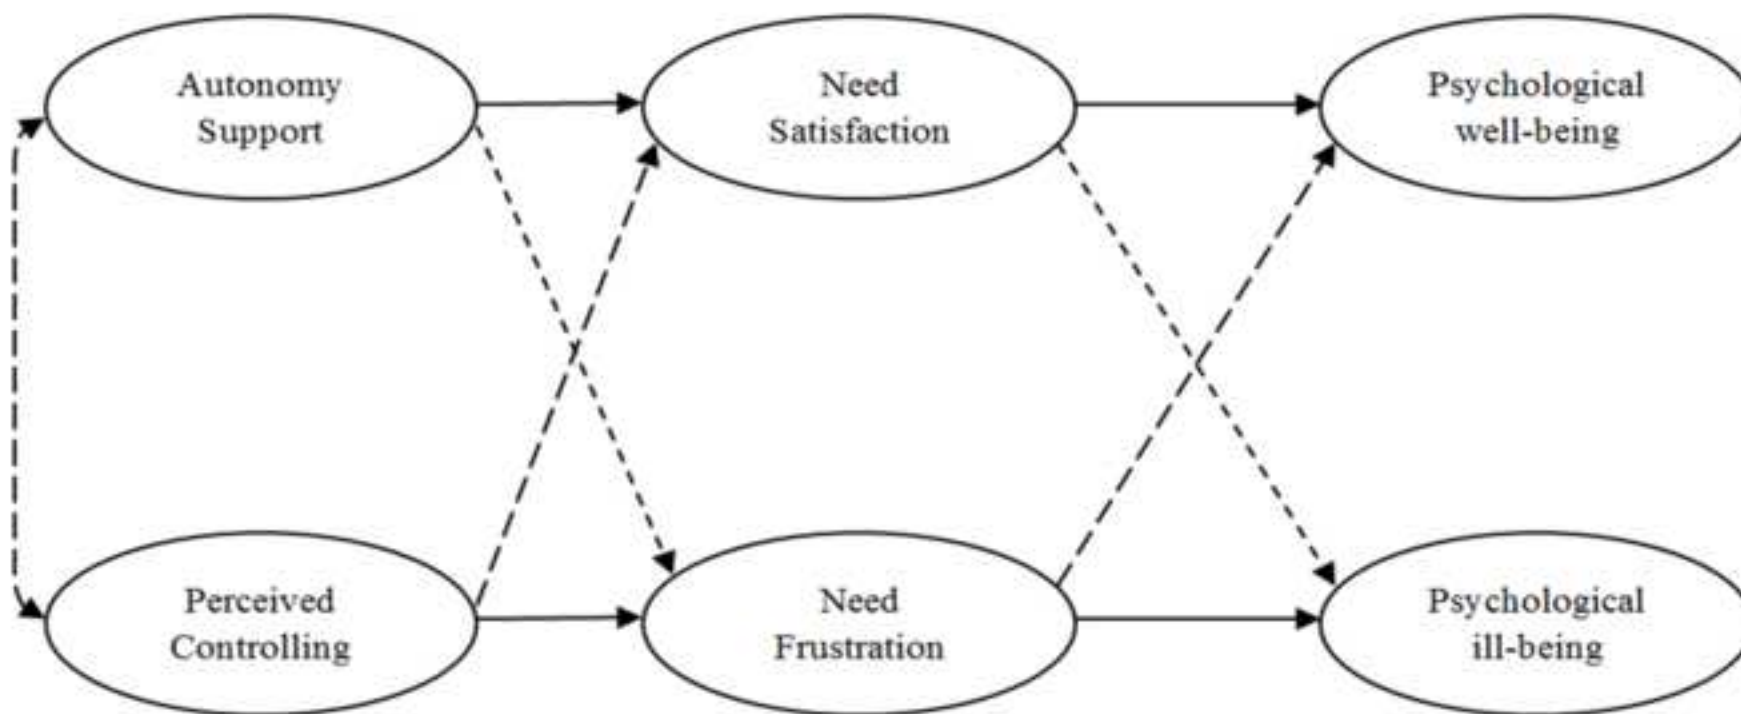 Autonomy
Support
Need
Satisfaction
Psychological
well-being
Perceived
Controlling
Need
Frustration
Psychological
ill-being